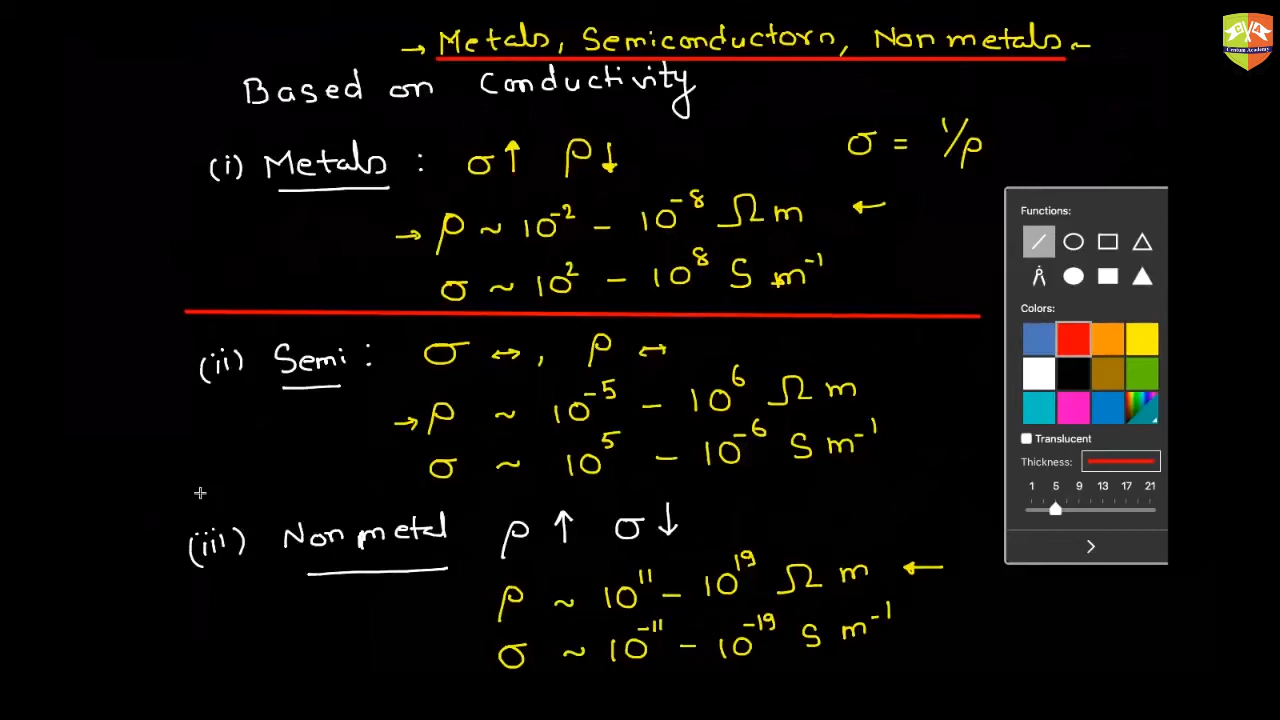 → Metals, Semiconductors, Non metals ←
Based on Conductivity
(i) Metals : σ↑ ρ↓
σ = 1/ρ
→ ρ ~ 10⁻² – 10⁻⁸ Ω m ←
σ ~ 10² – 10⁸ S m⁻¹
(ii) Semi : σ ↔, ρ ↔
→ ρ ~ 10⁻⁵ – 10⁶ Ω m
σ ~ 10⁵ – 10⁻⁶ S m⁻¹
(iii) Non metal ρ ↑ σ ↓
ρ ~ 10¹¹ – 10¹⁹ Ω m ←
σ ~ 10⁻¹¹ – 10⁻¹⁹ S m⁻¹
Centum Academy
Functions:
Colors:
Translucent
Thickness:
1 5 9 13 17 21